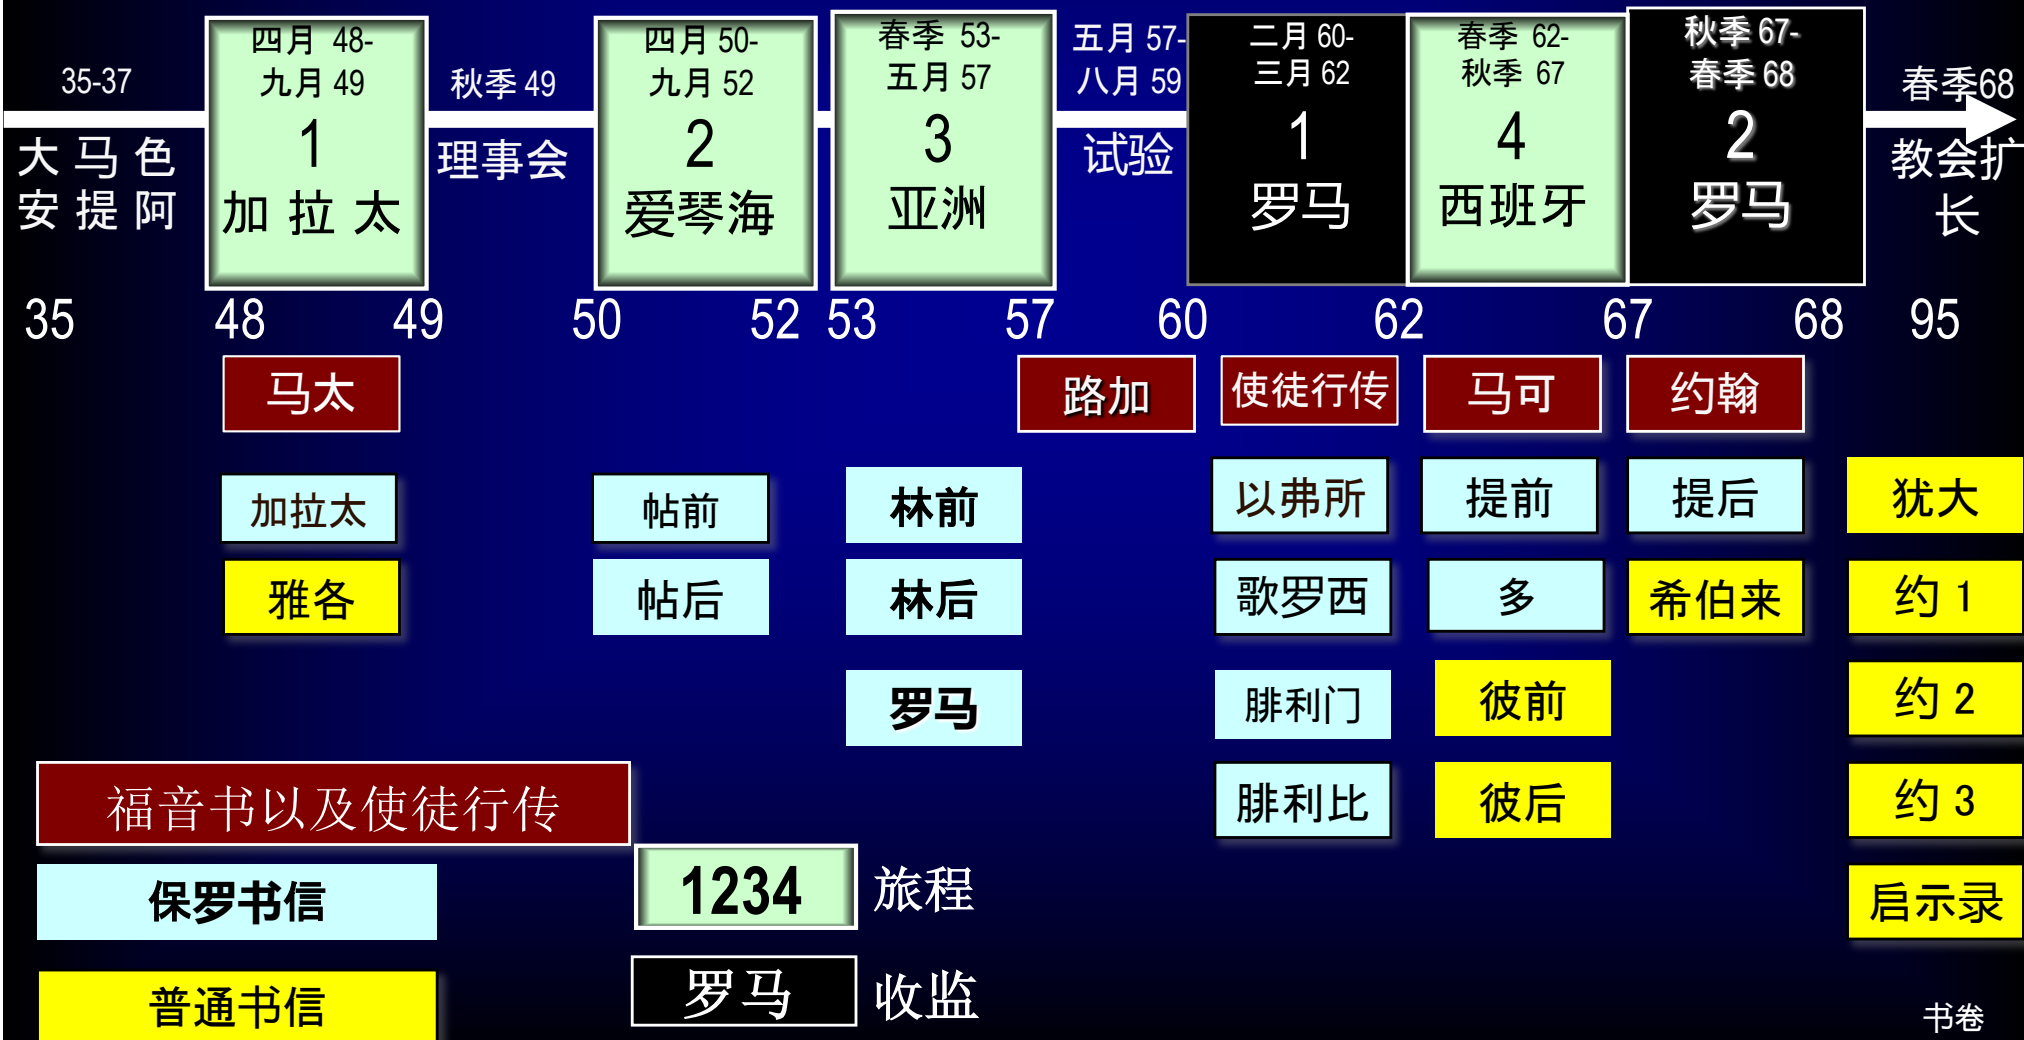 35-37
大 马 色
安 提 阿
四月 48-
九月 49
1
加 拉 太
秋季 49
理事会
四月 50-
九月 52
2
爱琴海
春季 53-
五月 57
3
亚洲
五月 57-
八月 59
试验
二月 60-
三月 62
1
罗马
春季 62-
秋季 67
4
西班牙
秋季 67-
春季 68
2
罗马
春季68
教会扩
长
35 48 49 50 52 53 57 60 62 67 68 95
马太 路加 使徒行传 马可 约翰
加拉太 帖前 林前 以弗所 提前 提后 犹大
雅各 帖后 林后 歌罗西 多 希伯来 约 1
罗马 腓利门 彼前 约 2
腓利比 彼后 约 3
启示录
福音书以及使徒行传
保罗书信
普通书信
1234 旅程
罗马 收监
书卷